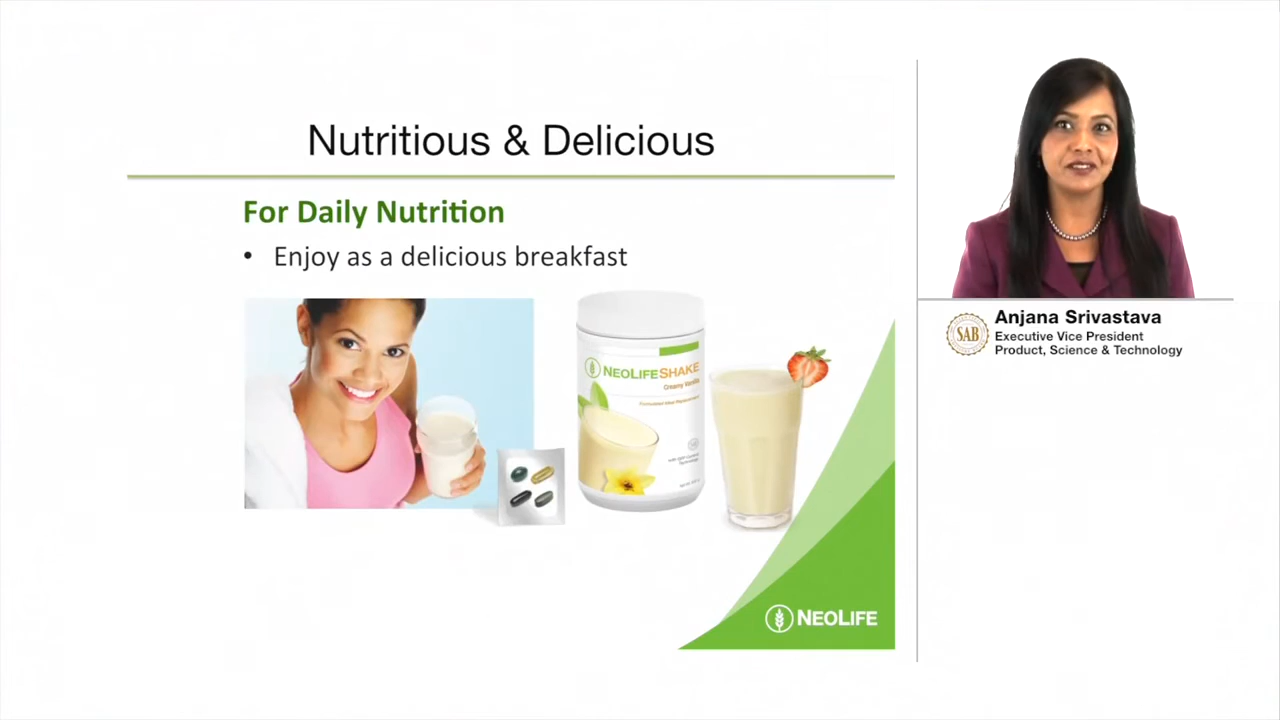 Nutritious & Delicious
For Daily Nutrition
• Enjoy as a delicious breakfast
NEOLIFESHAKE
Creamy Vanilla
NEOLIFE
SAB
Anjana Srivastava
Executive Vice President
Product, Science & Technology